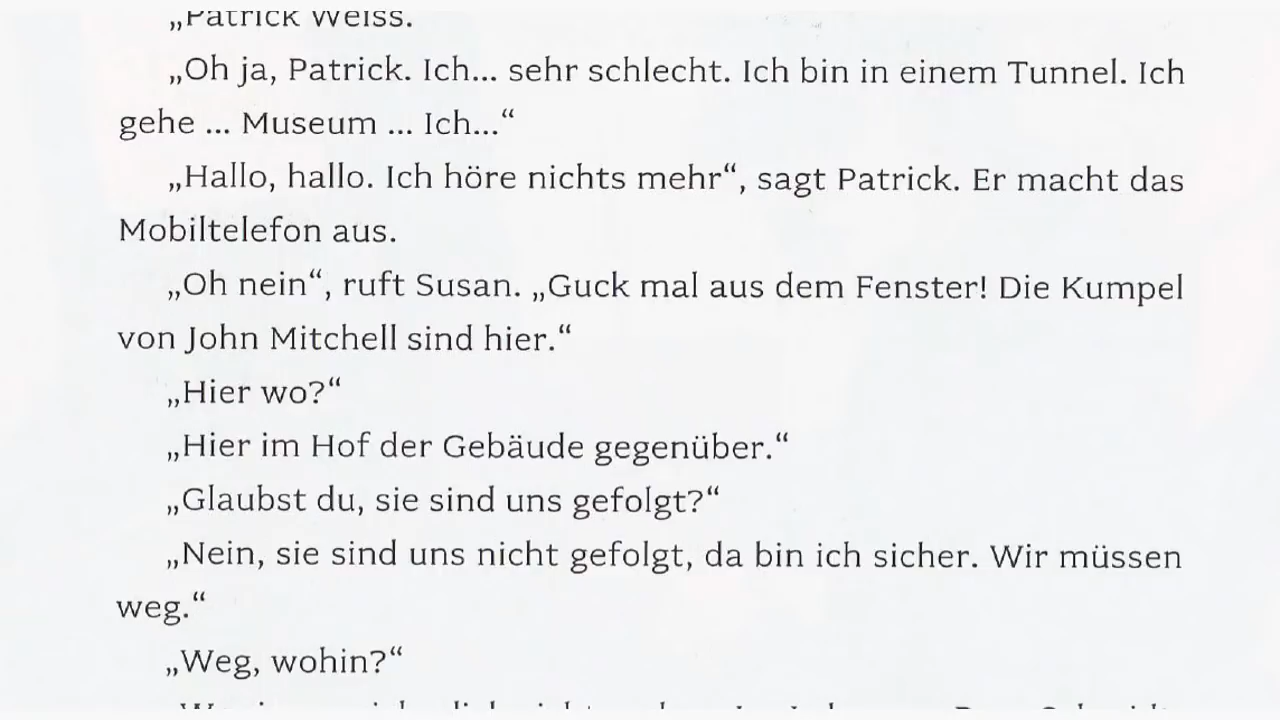 „Patrick Weiss.
„Oh ja, Patrick. Ich... sehr schlecht. Ich bin in einem Tunnel. Ich
gehe ... Museum ... Ich...“
„Hallo, hallo. Ich höre nichts mehr“, sagt Patrick. Er macht das
Mobiltelefon aus.
„Oh nein“, ruft Susan. „Guck mal aus dem Fenster! Die Kumpel
von John Mitchell sind hier.“
„Hier wo?“
„Hier im Hof der Gebäude gegenüber.“
„Glaubst du, sie sind uns gefolgt?“
„Nein, sie sind uns nicht gefolgt, da bin ich sicher. Wir müssen
weg.“
„Weg, wohin?“